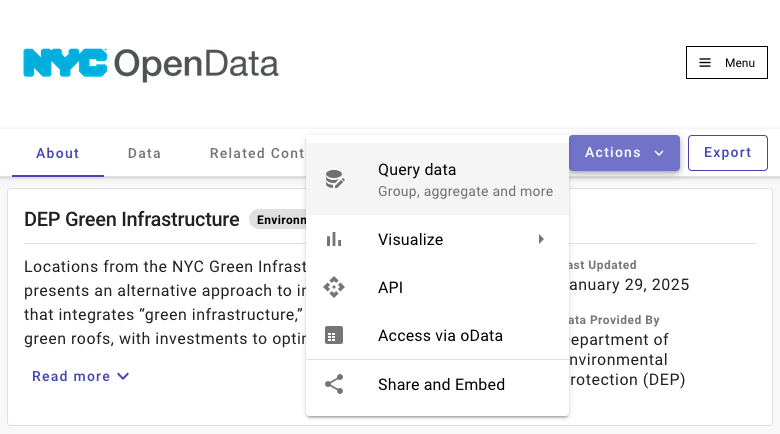 NYC OpenData
Menu
About
Data
Related Cont
Actions
Export
Query data
Group, aggregate and more
Visualize
API
Access via oData
Share and Embed
DEP Green Infrastructure
Environ
Locations from the NYC Green Infrast
presents an alternative approach to
that integrates “green infrastructure,”
green roofs, with investments to
Read more
ast Updated
anuary 29, 2025
ata Provided By
epartment of
nvironmental
rotection (DEP)